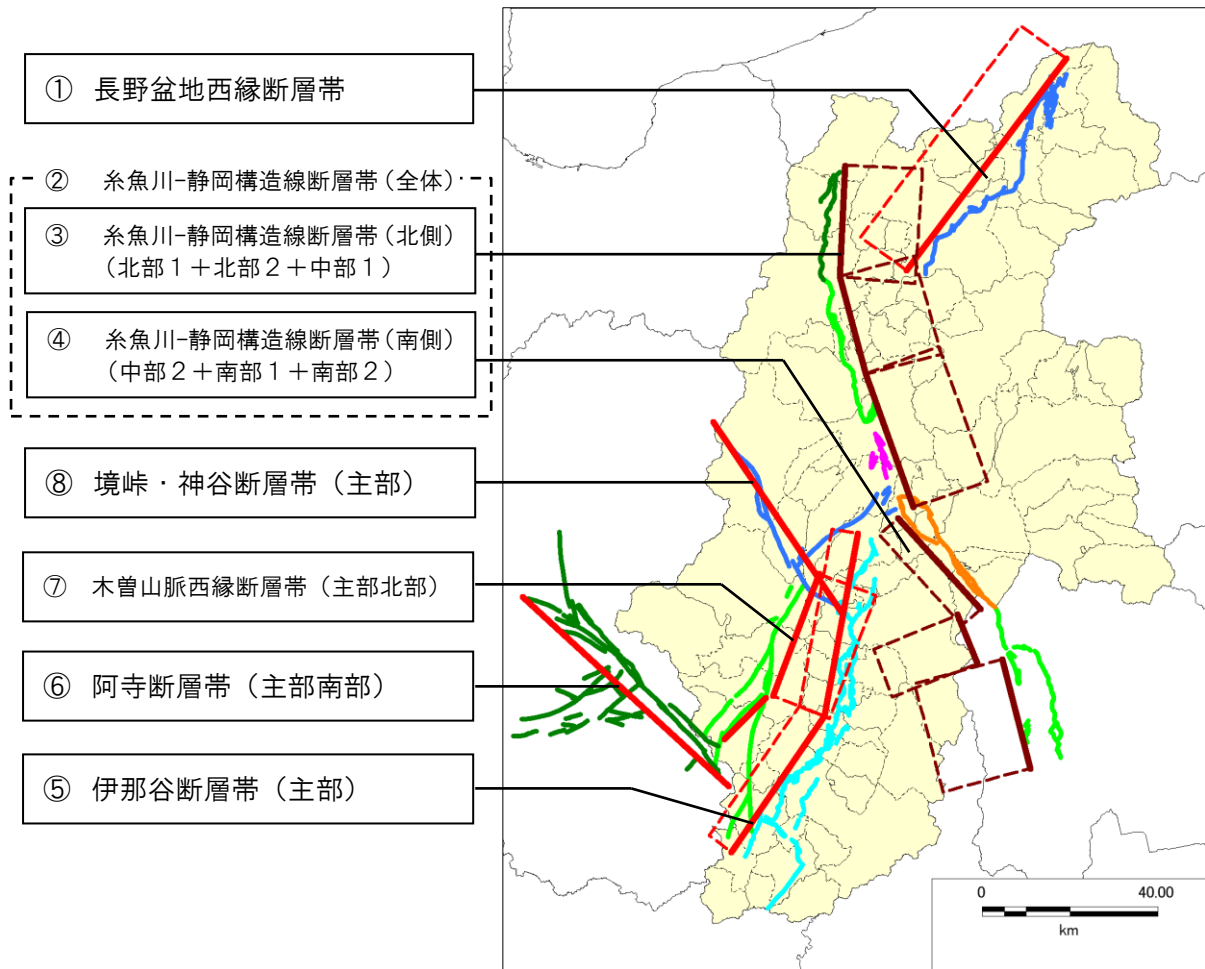 ① 長野盆地西縁断層帯
② 糸魚川-静岡構造線断層帯(全体)
③ 糸魚川-静岡構造線断層帯(北側)
(北部1+北部2+中部1)
④ 糸魚川-静岡構造線断層帯(南側)
(中部2+南部1+南部2)
⑧ 境峠・神谷断層帯(主部)
⑦ 木曽山脈西縁断層帯(主部北部)
⑥ 阿寺断層帯(主部南部)
⑤ 伊那谷断層帯(主部)
0 40.00
km